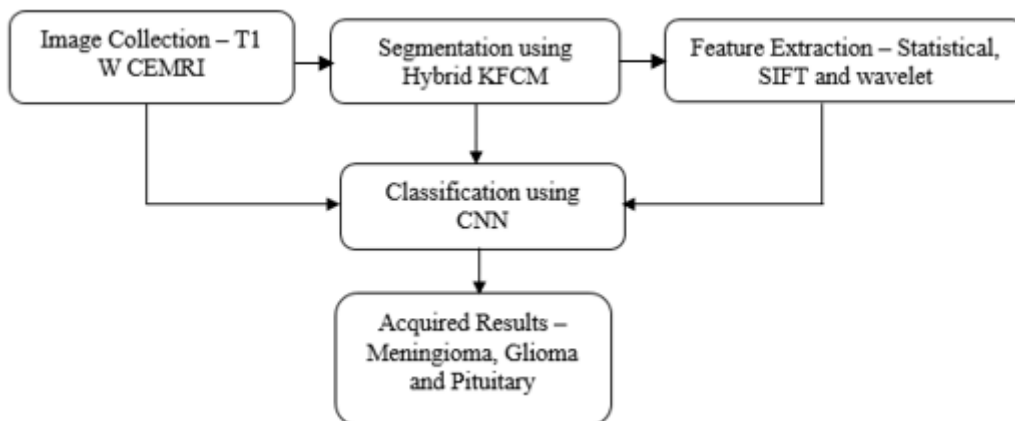 Image Collection – T1
W CEMRI
Segmentation using
Hybrid KFCM
Feature Extraction – Statistical,
SIFT and wavelet
Classification using
CNN
Acquired Results –
Meningioma, Glioma
and Pituitary